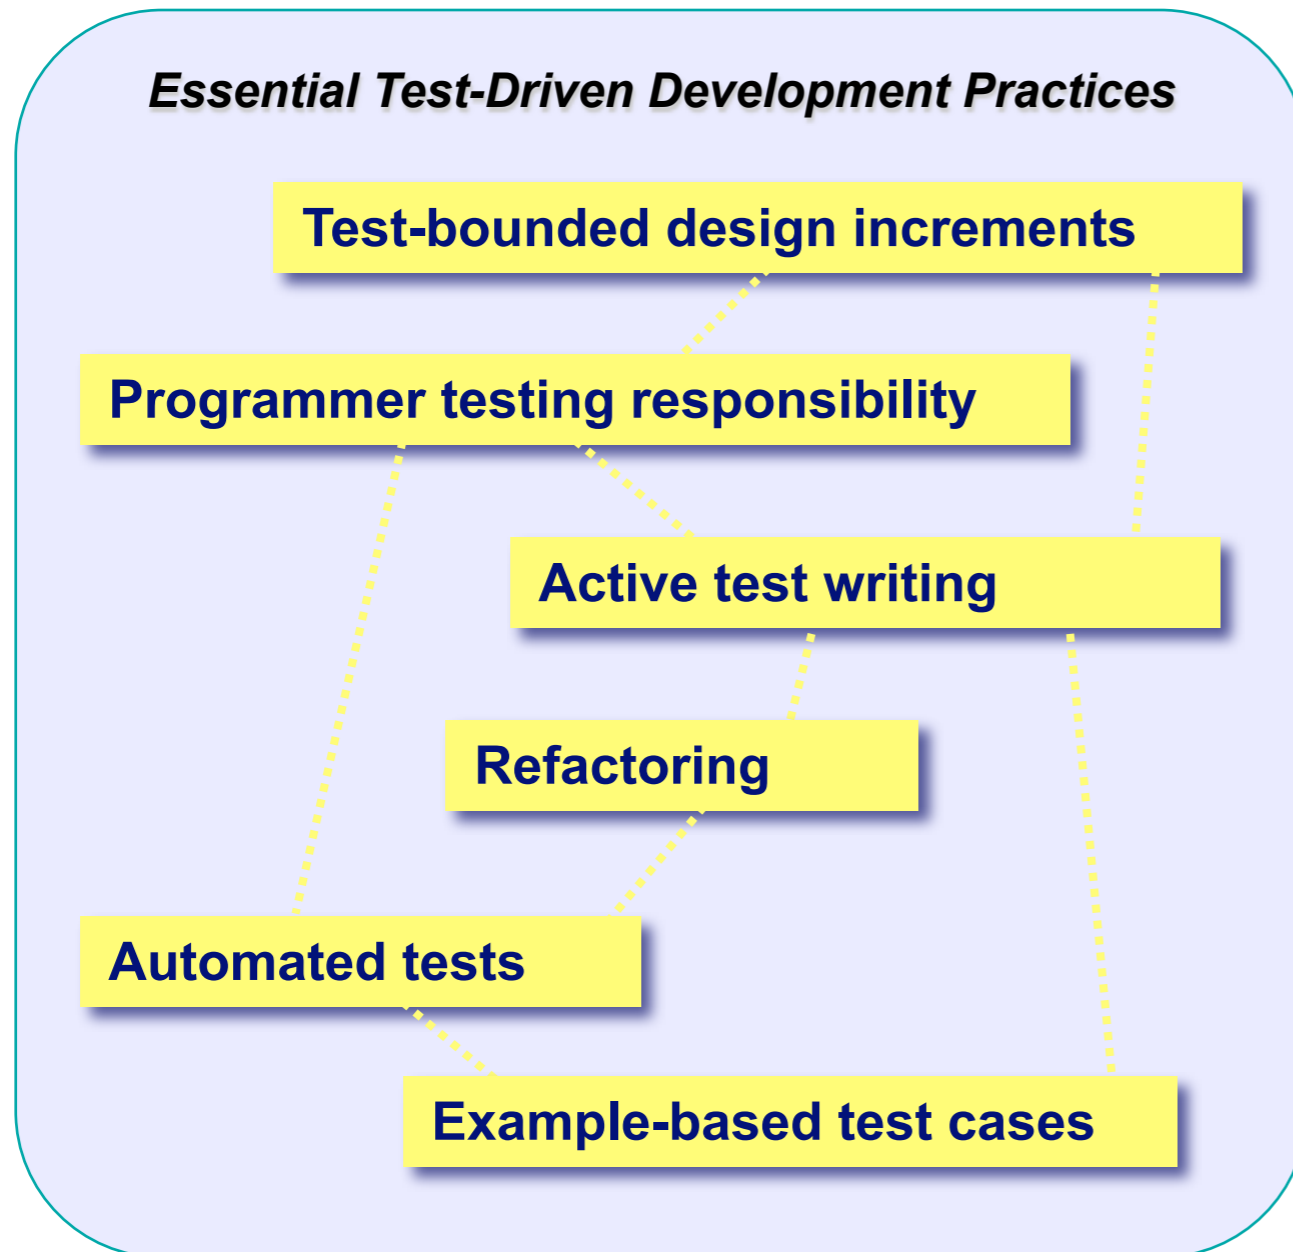 Essential Test-Driven Development Practices
Test-bounded design increments
Programmer testing responsibility
Active test writing
Refactoring
Automated tests
Example-based test cases